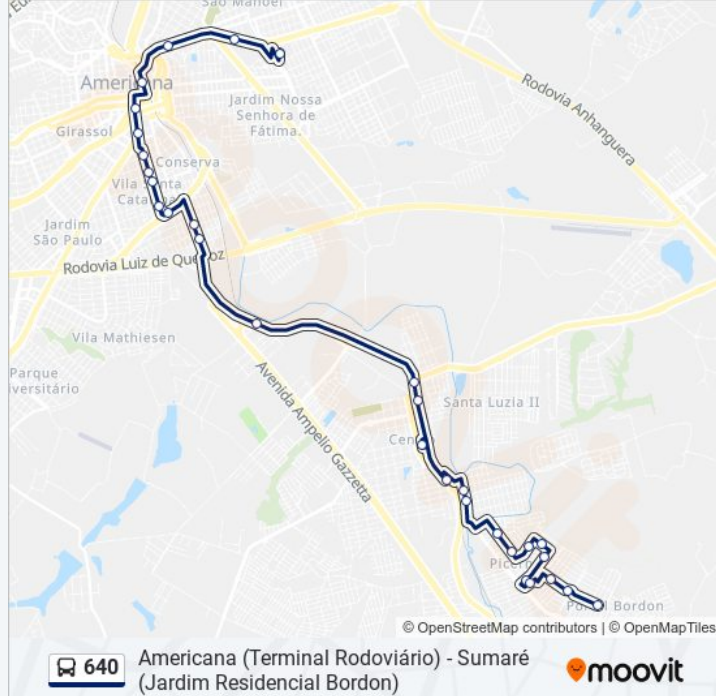 São Manoel
Americana
Rodovia Anhanguera
Jardim Nossa
Senhora de
Fátima.
Girassol
Conserva
Vila Santa
Jardim
São Paulo
Rodovia Luiz de
Vila Mathiesen
Parque
Avenida Ampelio Gazzetta
Santa Luzia II
Bordon
© OpenStreetMap contributors | © OpenMapTiles
640
Americana (Terminal Rodoviário) - Sumaré
(Jardim Residencial Bordon)
moovit